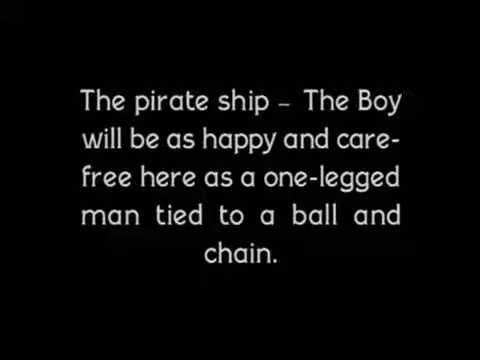 The pirate ship – The Boy
will be as happy and care-
free here as a one-legged
man tied to a ball and
chain.